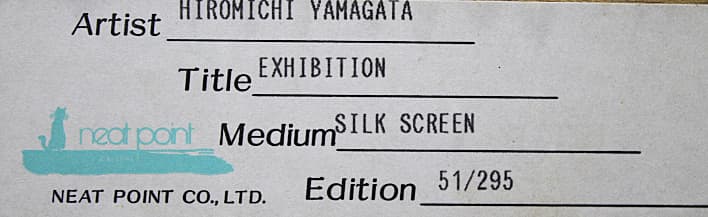 Artist HIROMICHI YAMAGATA
Title EXHIBITION
neat point
Medium SILK SCREEN
NEAT POINT CO., LTD.
Edition 51/295